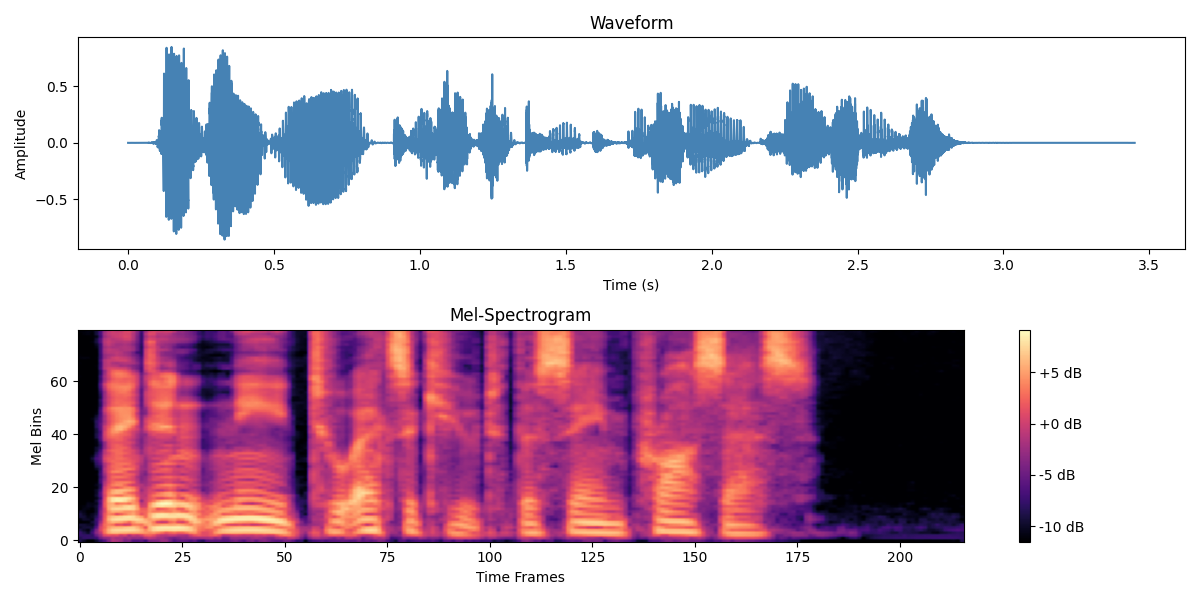 Waveform
0.5
0.0
−0.5
Amplitude
0.0 0.5 1.0 1.5 2.0 2.5 3.0 3.5
Time (s)
Mel-Spectrogram
60
40
20
0
Mel Bins
0 25 50 75 100 125 150 175 200
Time Frames
+5 dB
+0 dB
-5 dB
-10 dB